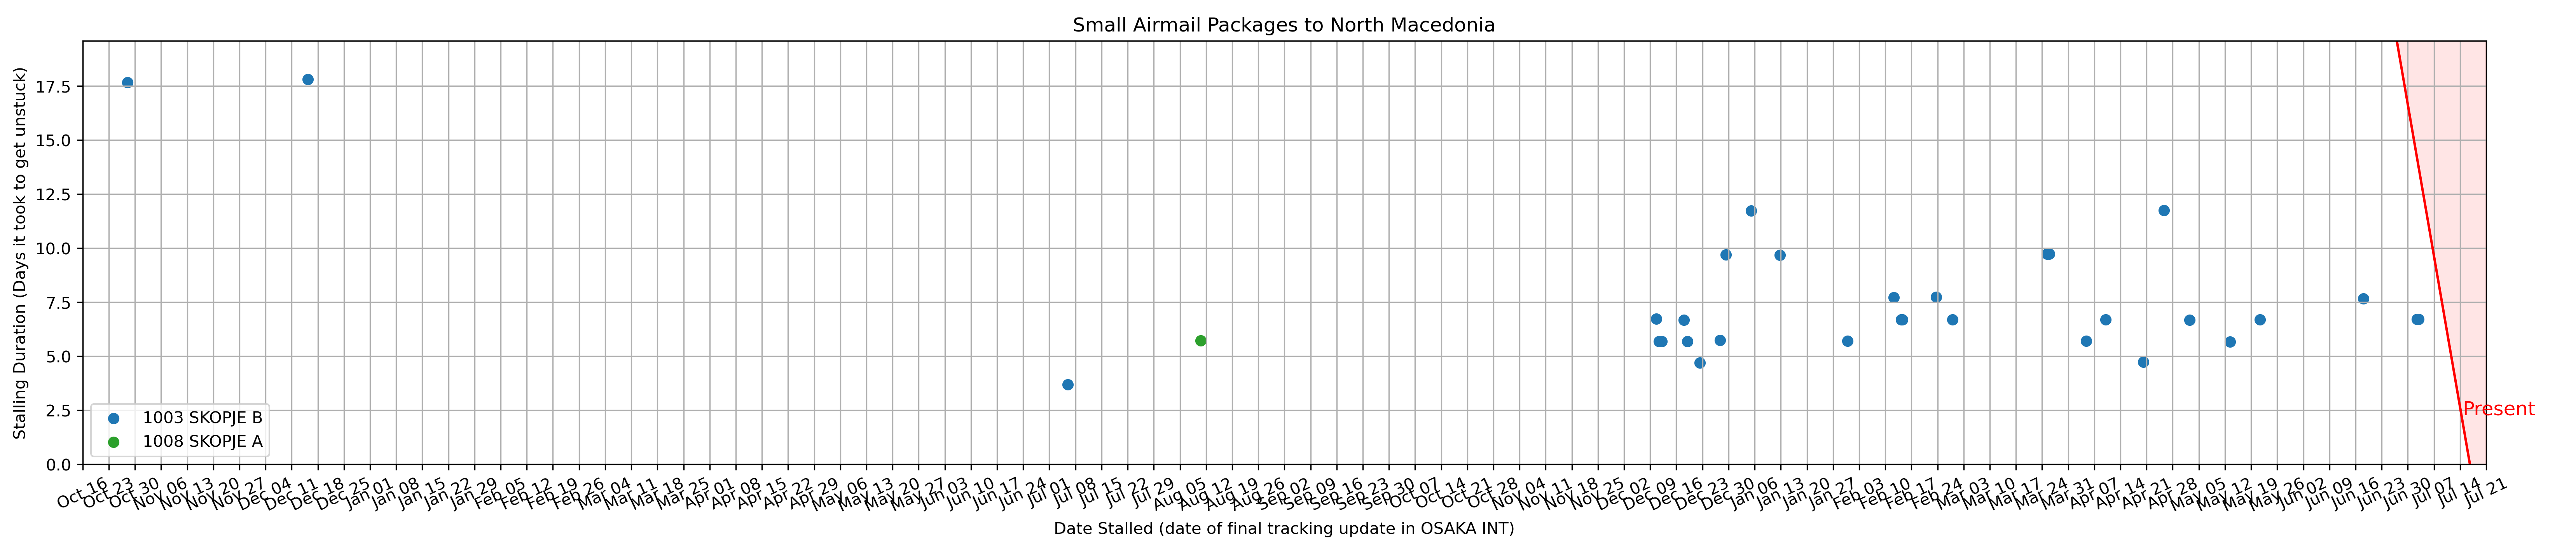 Small Airmail Packages to North Macedonia
Stalling Duration (Days it took to get unstuck)
17.5
15.0
12.5
10.0
7.5
5.0
2.5
0.0
1003 SKOPJE B
1008 SKOPJE A
Present
Oct 16
Oct 23
Oct 30
Nov 06
Nov 13
Nov 20
Nov 27
Dec 04
Dec 11
Dec 18
Dec 25
Jan 01
Jan 08
Jan 15
Jan 22
Jan 29
Feb 05
Feb 12
Feb 19
Feb 26
Mar 04
Mar 11
Mar 18
Mar 25
Apr 01
Apr 08
Apr 15
Apr 22
Apr 29
May 06
May 13
May 20
May 27
Jun 03
Jun 10
Jun 17
Jun 24
Jul 01
Jul 08
Jul 15
Jul 22
Jul 29
Aug 05
Aug 12
Aug 19
Aug 26
Sep 02
Sep 09
Sep 16
Sep 23
Sep 30
Oct 07
Oct 14
Oct 21
Oct 28
Nov 04
Nov 11
Nov 18
Nov 25
Dec 02
Dec 09
Dec 16
Dec 23
Dec 30
Jan 06
Jan 13
Jan 20
Jan 27
Feb 03
Feb 10
Feb 17
Feb 24
Mar 03
Mar 10
Mar 17
Mar 24
Mar 31
Apr 07
Apr 14
Apr 21
Apr 28
May 05
May 12
May 19
May 26
Jun 02
Jun 09
Jun 16
Jun 23
Jun 30
Jul 07
Jul 14
Jul 21
Date Stalled (date of final tracking update in OSAKA INT)